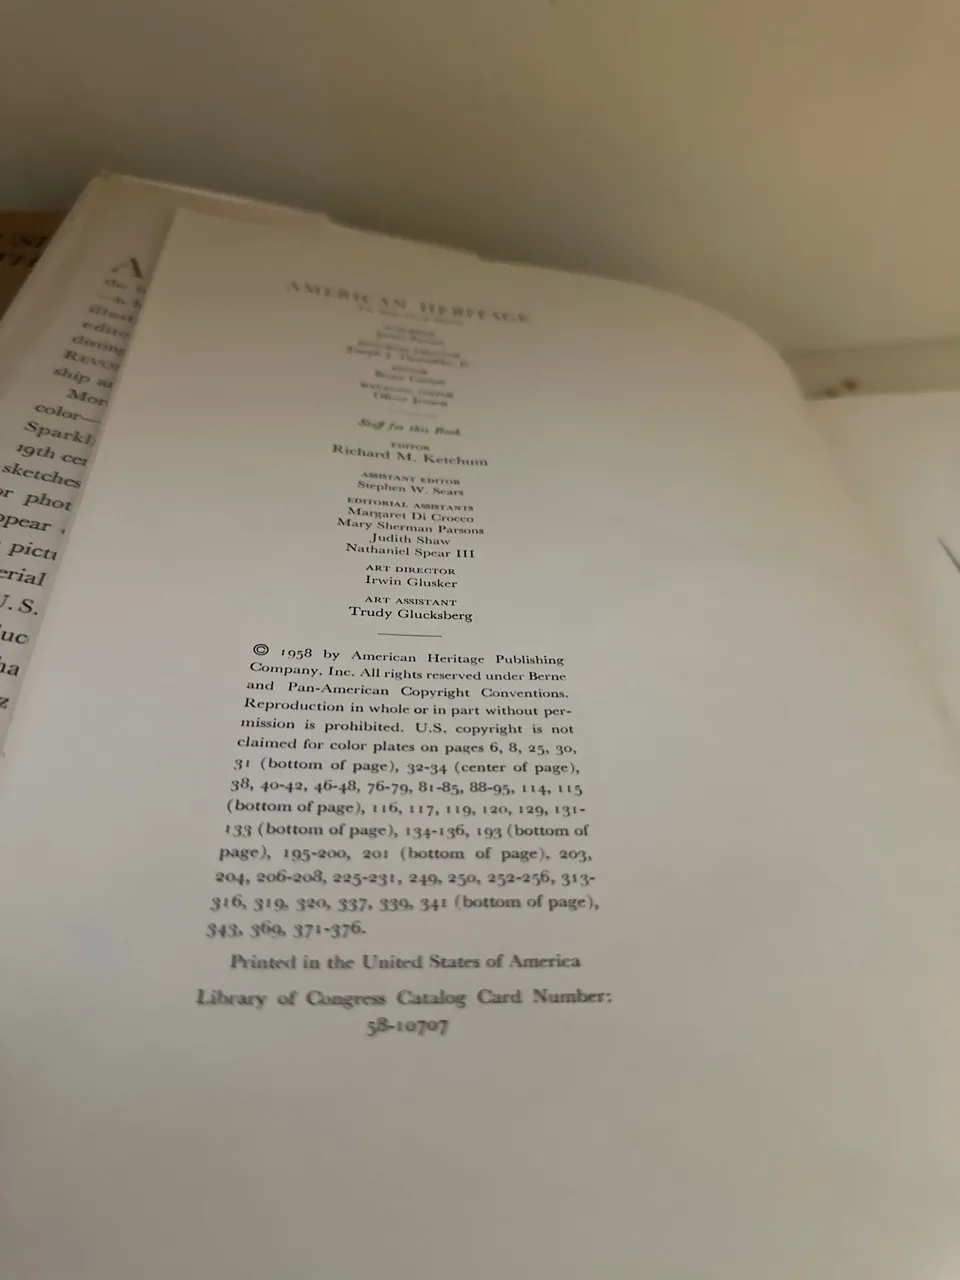 AMERICAN HERITAGE
Staff for this Book
EDITOR
Richard M. Ketchum
ASSISTANT EDITOR
Stephen W. Sears
EDITORIAL ASSISTANTS
Margaret Di Crocco
Mary Sherman Parsons
Judith Shaw
Nathaniel Spear III
ART DIRECTOR
Irwin Glusker
ART ASSISTANT
Trudy Glucksberg
© 1958 by American Heritage Publishing
Company, Inc. All rights reserved under Berne
and Pan-American Copyright Conventions.
Reproduction in whole or in part without per-
mission is prohibited. U.S. copyright is not
claimed for color plates on pages 6, 8, 25, 30,
31 (bottom of page), 32-34 (center of page),
38, 40-42, 46-48, 76-79, 81-85, 88-95, 114, 115
(bottom of page), 116, 117, 119, 120, 129, 131-
133 (bottom of page), 134-136, 193 (bottom of
page), 195-200, 201 (bottom of page), 203,
204, 206-208, 225-231, 249, 250, 252-256, 313-
316, 319, 320, 337, 339, 341 (bottom of page),
343, 369, 371-376.
Printed in the United States of America
Library of Congress Catalog Card Number:
58-10707
the
ship
color—
19th
sketches
phot
U.S.